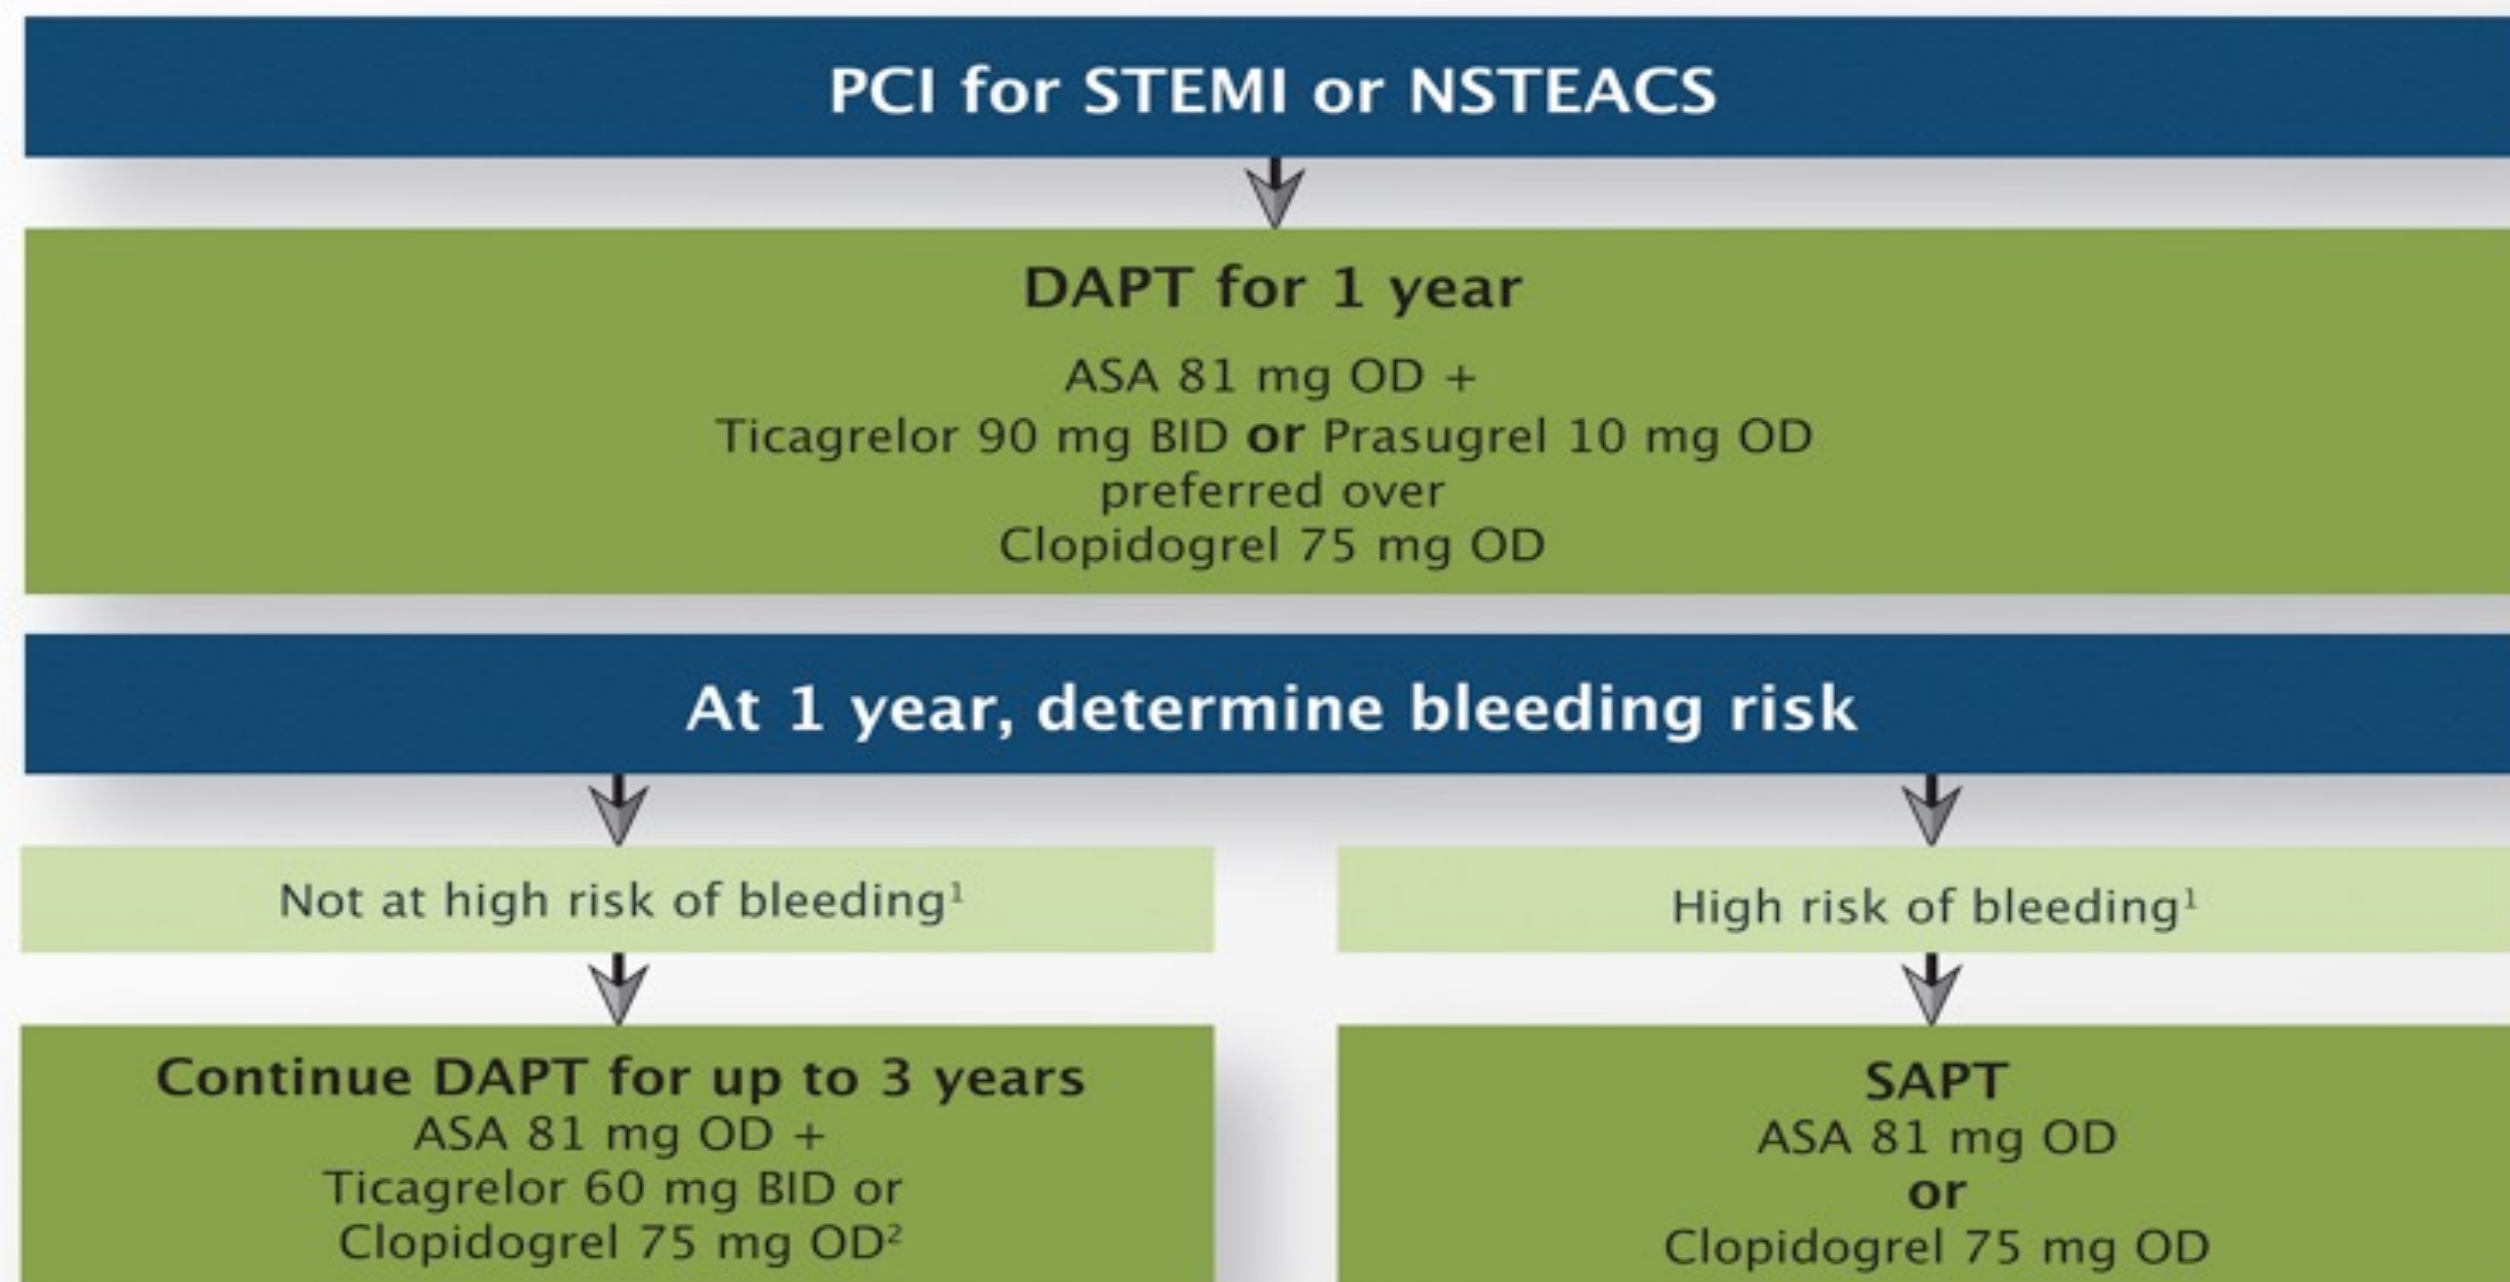 PCI for STEMI or NSTEACS
DAPT for 1 year
ASA 81 mg OD +
Ticagrelor 90 mg BID or Prasugrel 10 mg OD
preferred over
Clopidogrel 75 mg OD
At 1 year, determine bleeding risk
Not at high risk of bleeding¹
High risk of bleeding¹
Continue DAPT for up to 3 years
ASA 81 mg OD +
Ticagrelor 60 mg BID or
Clopidogrel 75 mg OD²
SAPT
ASA 81 mg OD
or
Clopidogrel 75 mg OD